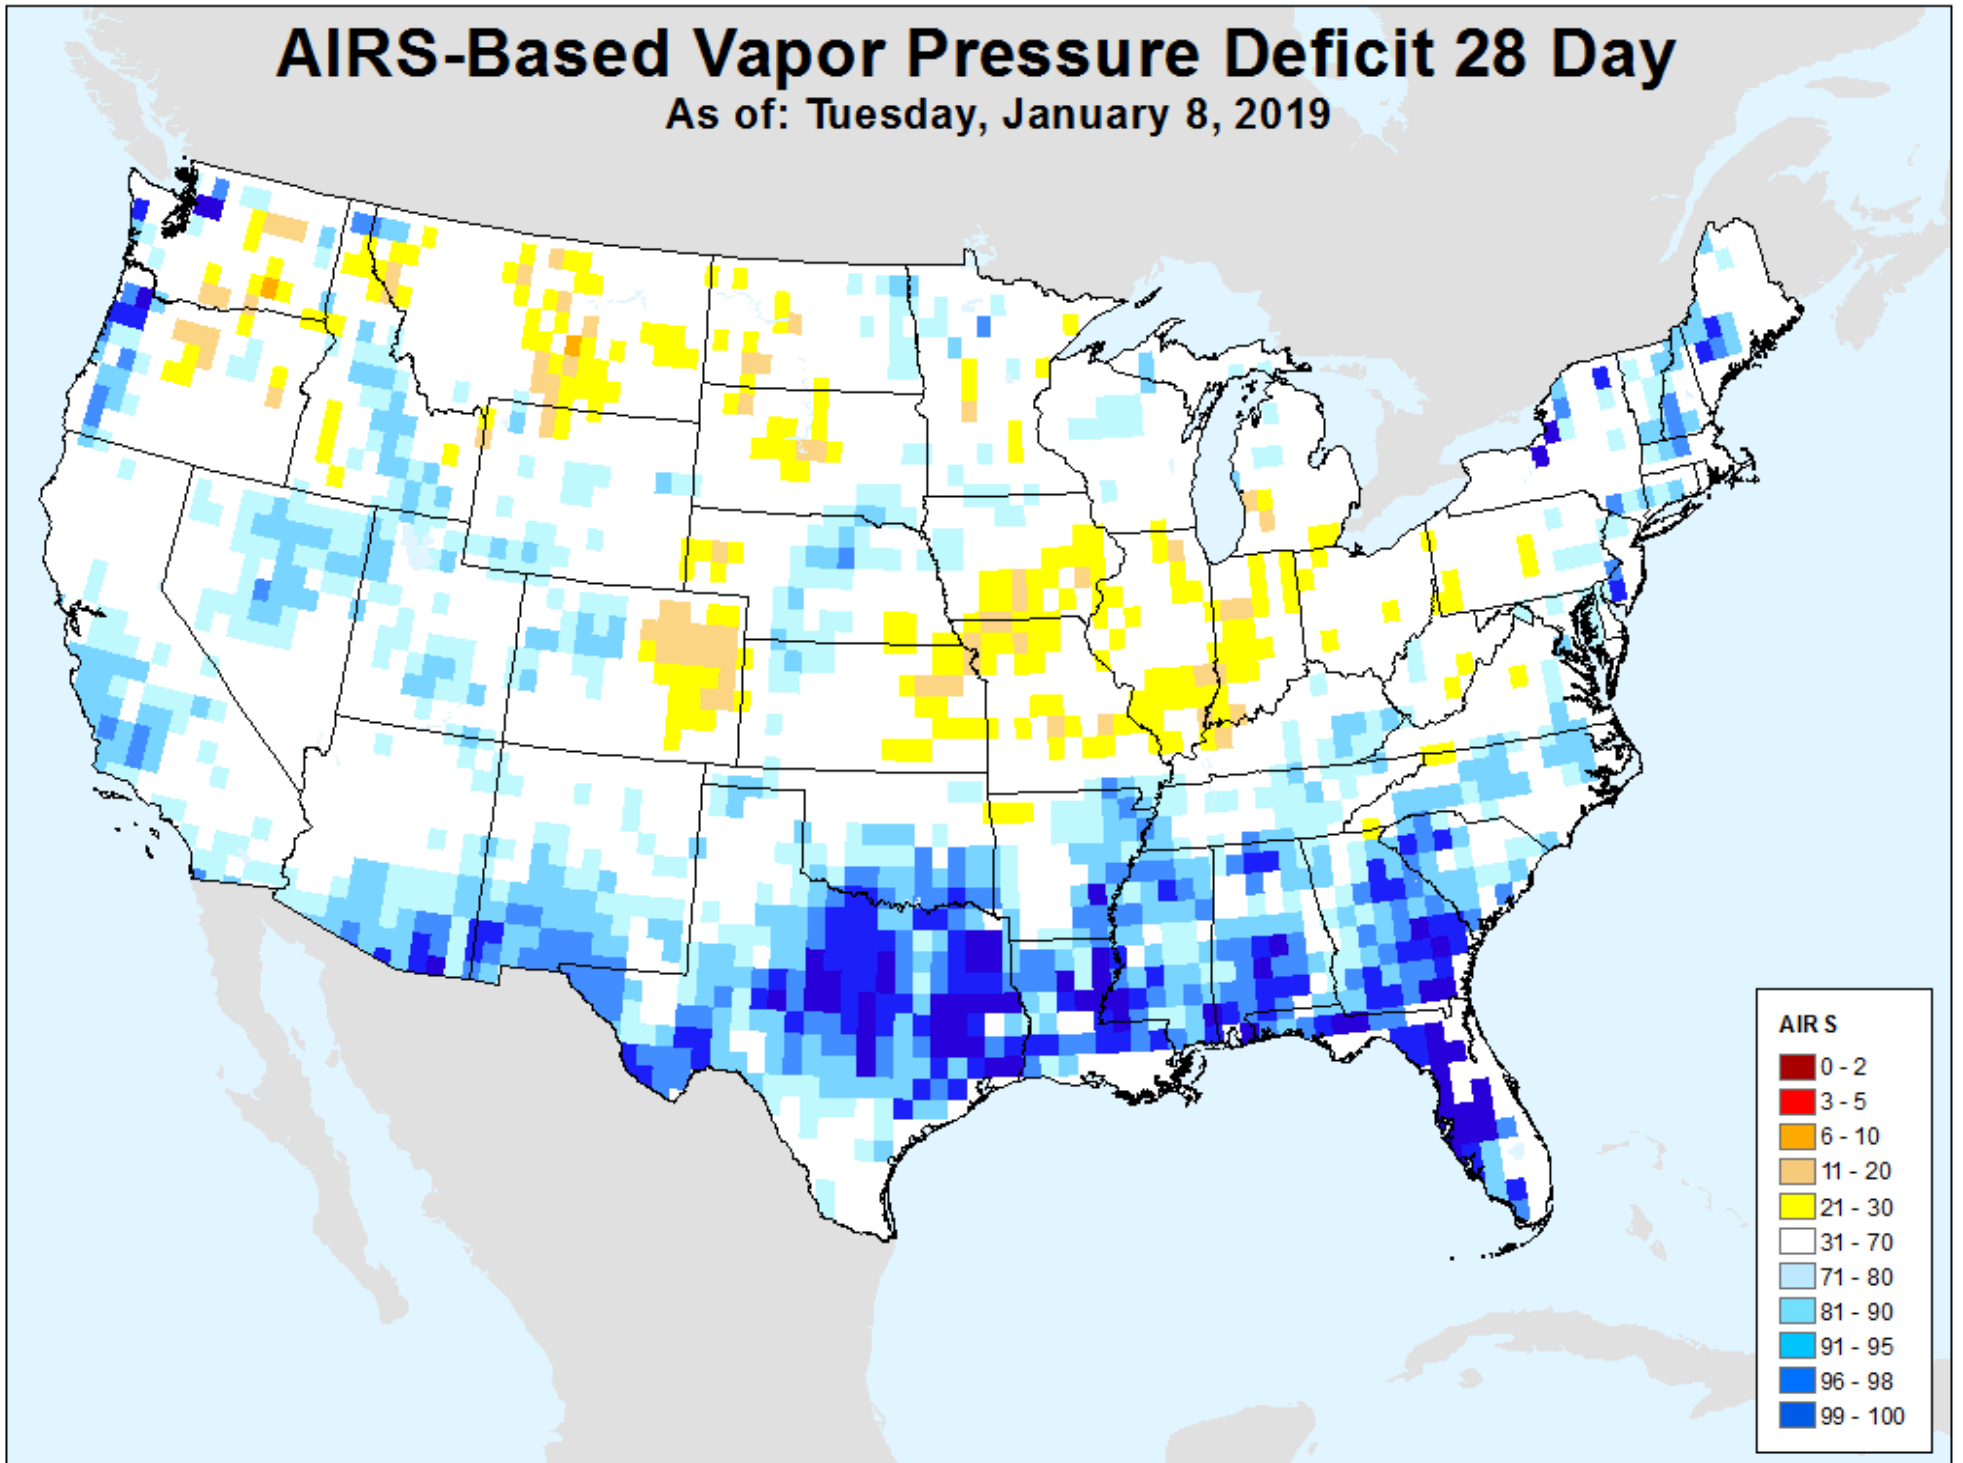 AIRS-Based Vapor Pressure Deficit 28 Day
As of: Tuesday, January 8, 2019
AIRS
0 - 2
3 - 5
6 - 10
11 - 20
21 - 30
31 - 70
71 - 80
81 - 90
91 - 95
96 - 98
99 - 100